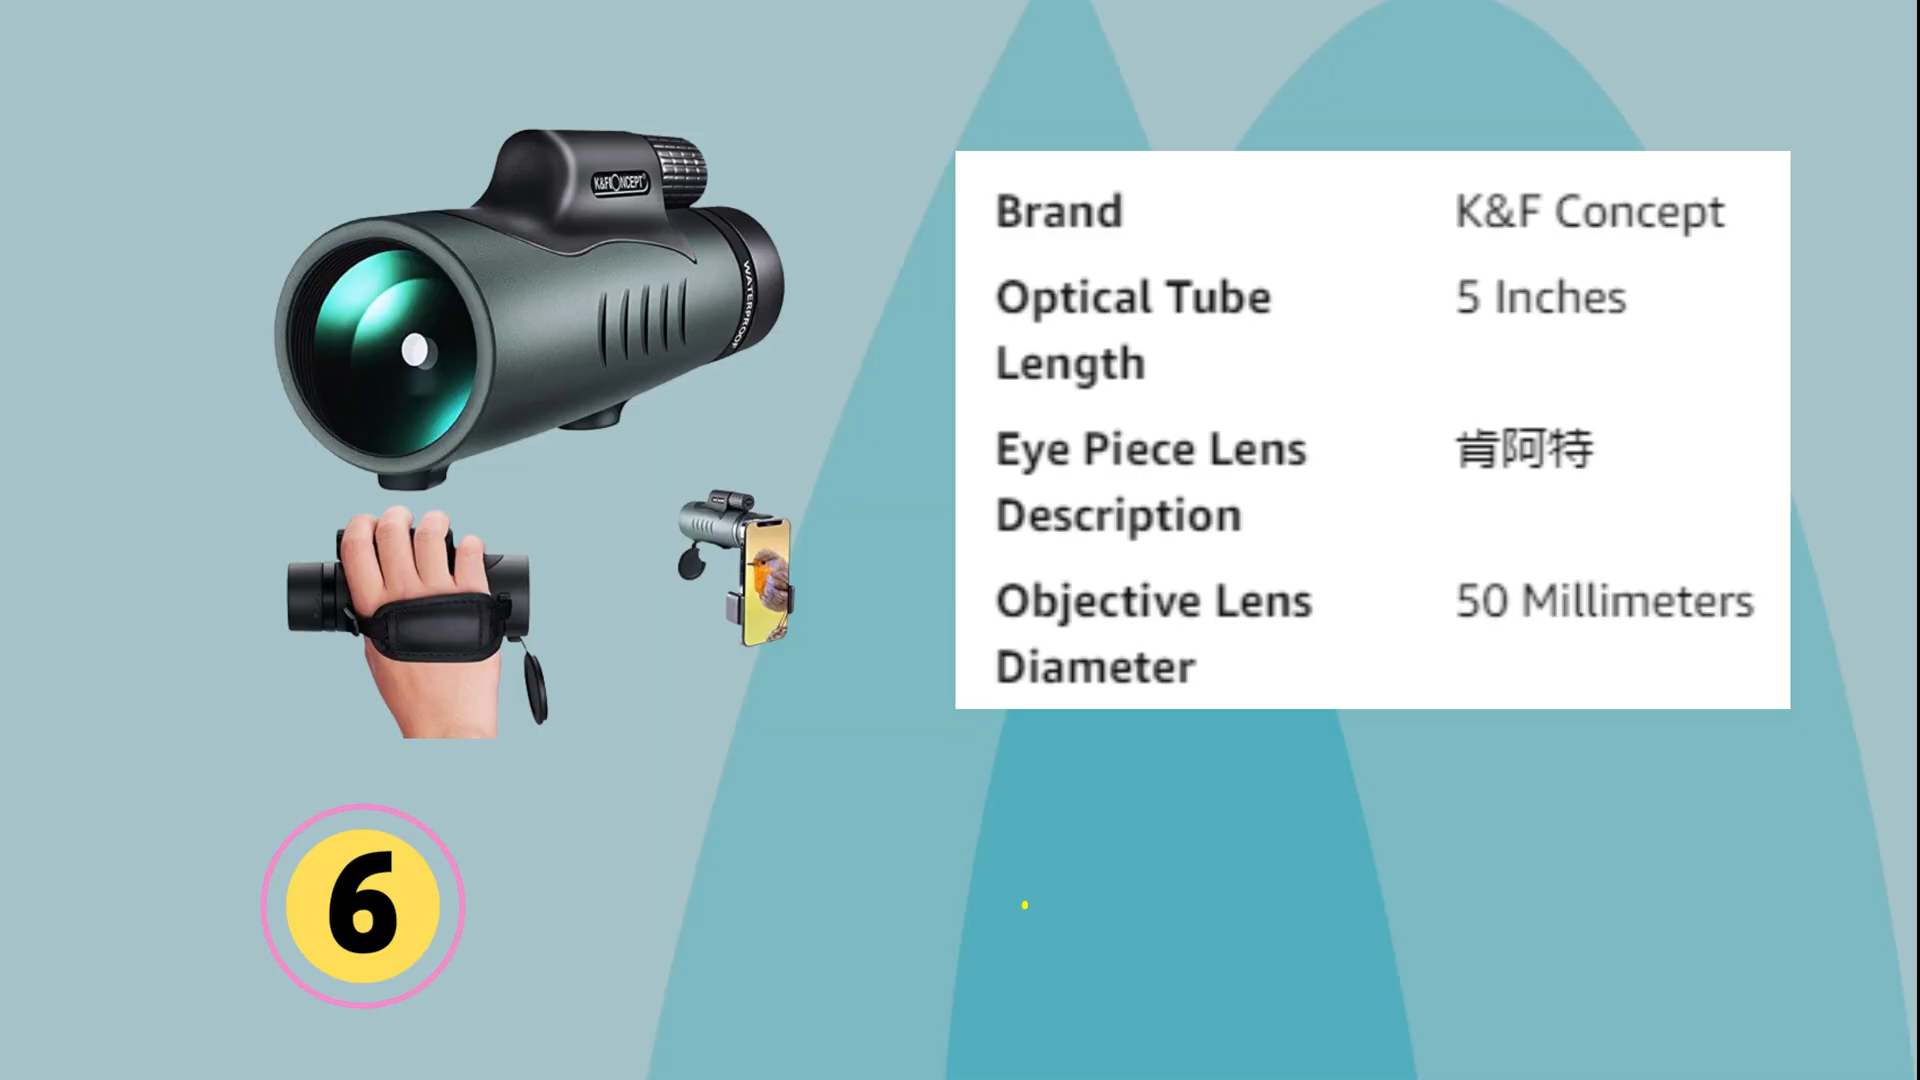 K&F CONCEPT
WATERPROOF
Brand K&F Concept
Optical Tube 5 Inches
Length
Eye Piece Lens 肯阿特
Description
Objective Lens 50 Millimeters
Diameter
6